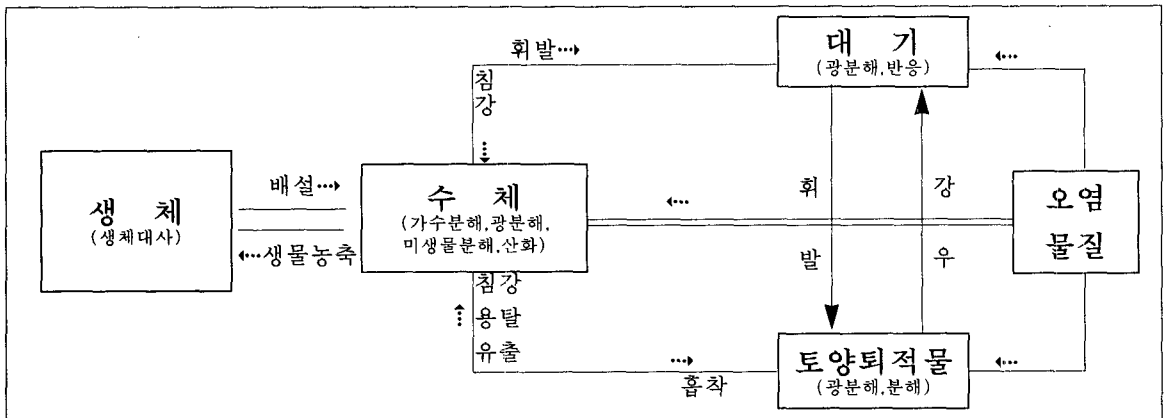 대 기
(광분해,반응)
휘발
침
강
생 체
(생체대사)
배설
생물농축
수 체
(가수분해,광분해,
미생물분해,산화)
휘
발
강
우
오염
물질
침강
용탈
유출
흡착
토양퇴적물
(광분해,분해)